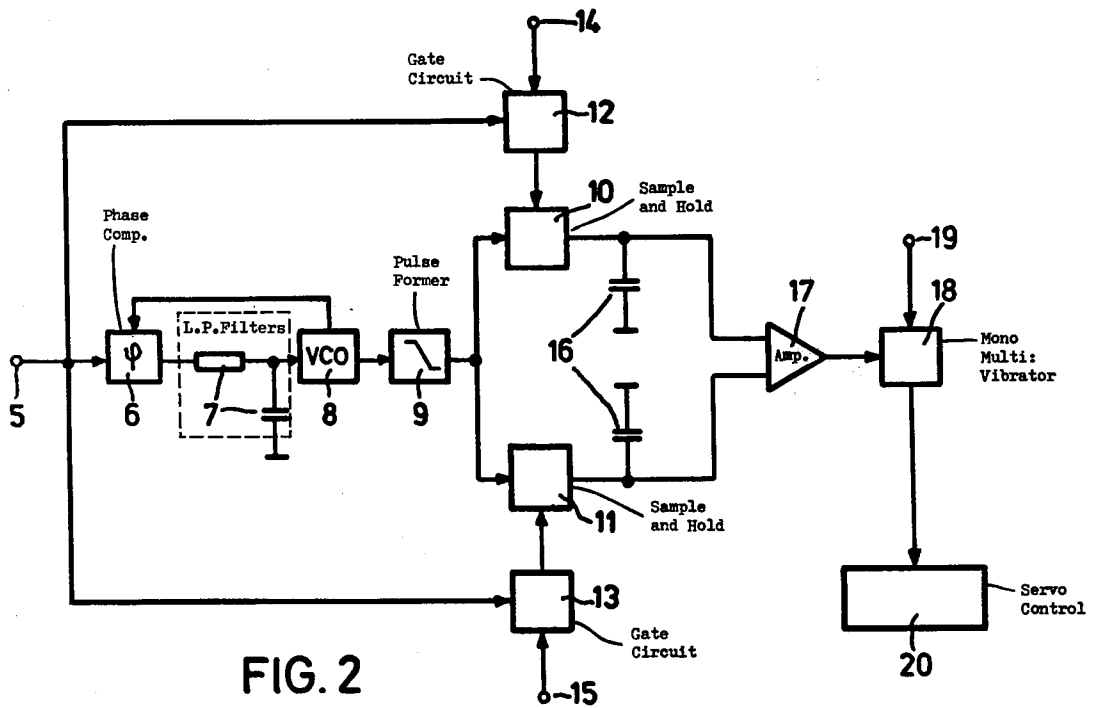 14
Gate
Circuit
12
10
Sample
and Hold
Phase
Comp.
19
Pulse
Former
17
18
L.P.Filters
φ
VCO
16
Amp.
Mono
Multi:
Vibrator
5
6
7
8
9
11
Sample
and Hold
13
Servo
Control
Gate
Circuit
20
FIG. 2
15